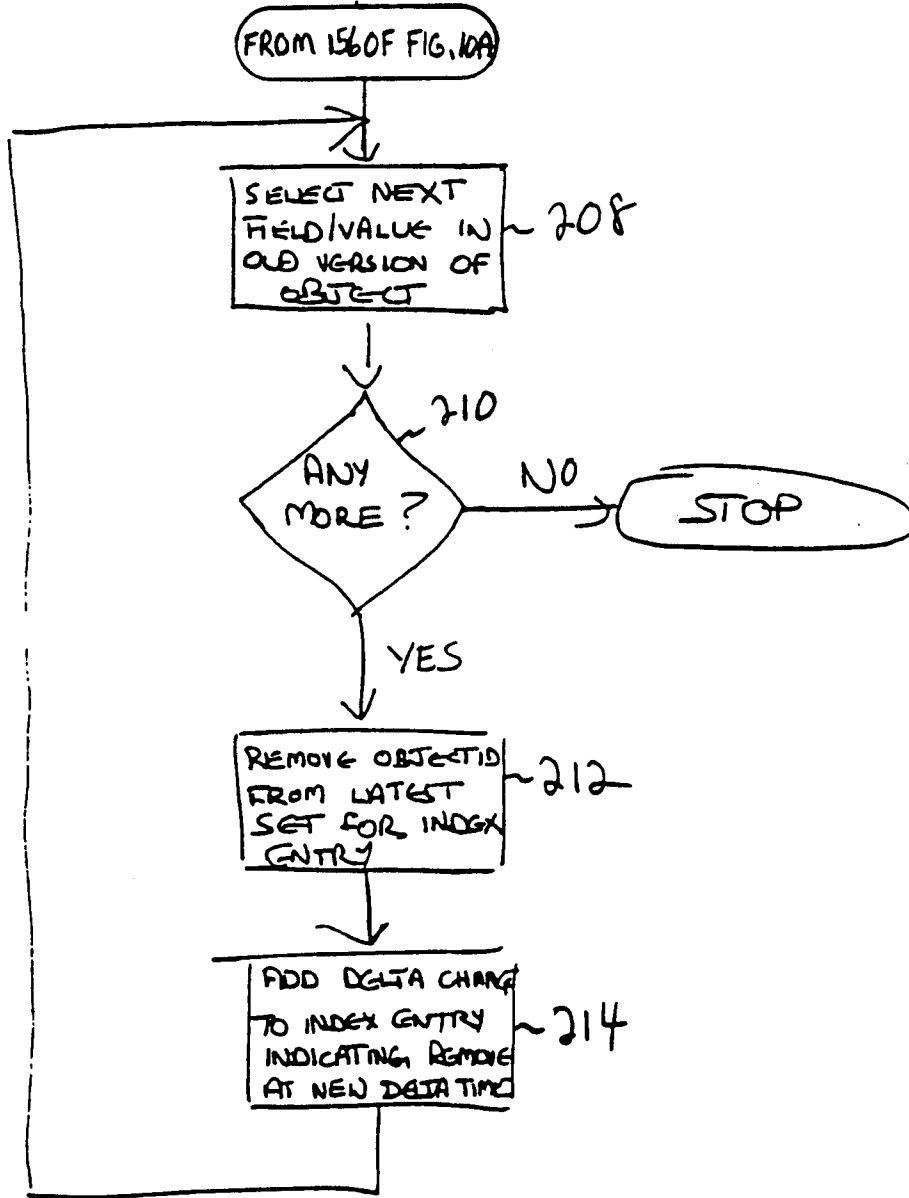 FROM 156 OF FIG. 10A
SELECT NEXT
FIELD/VALUE IN
OLD VERSION OF
OBJECT
208
210
ANY
MORE?
NO
STOP
YES
REMOVE OBJECTID
FROM LATEST
SET FOR INDEX
ENTRY
212
ADD DELTA CHANGE
TO INDEX ENTRY
INDICATING REMOVE
AT NEW DELTA TIME
214